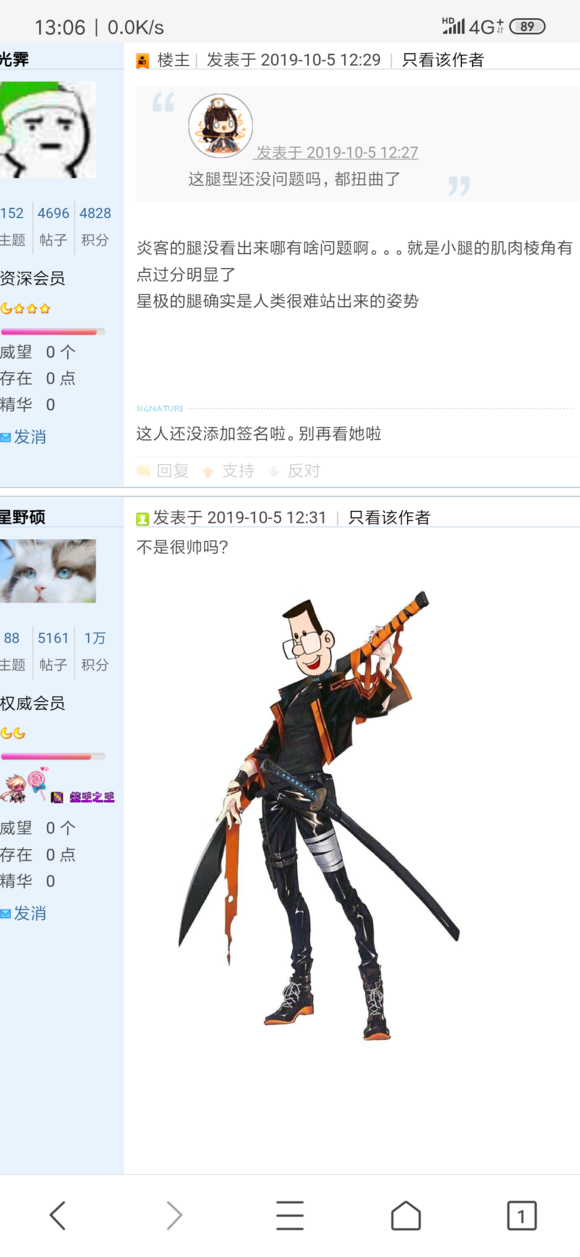 13:06 | 0.0K/s HD 4G+ 89
光霁
楼主 | 发表于 2019-10-5 12:29 | 只看该作者
发表于 2019-10-5 12:27
这腿型还没问题吗，都扭曲了
152 4696 4828
主题 帖子 积分
资深会员
威望 0 个
存在 0 点
精华 0
发消
炎客的腿没看出来哪有啥问题啊。。。就是小腿的肌肉棱角有
点过分明显了
星极的腿确实是人类很难站出来的姿势
SIGNATURE
这人还没添加签名啦。别再看她啦
回复 支持 反对
星野硕
发表于 2019-10-5 12:31 | 只看该作者
不是很帅吗？
88 5161 1万
主题 帖子 积分
权威会员
威望 0 个
存在 0 点
精华 0
发消
1